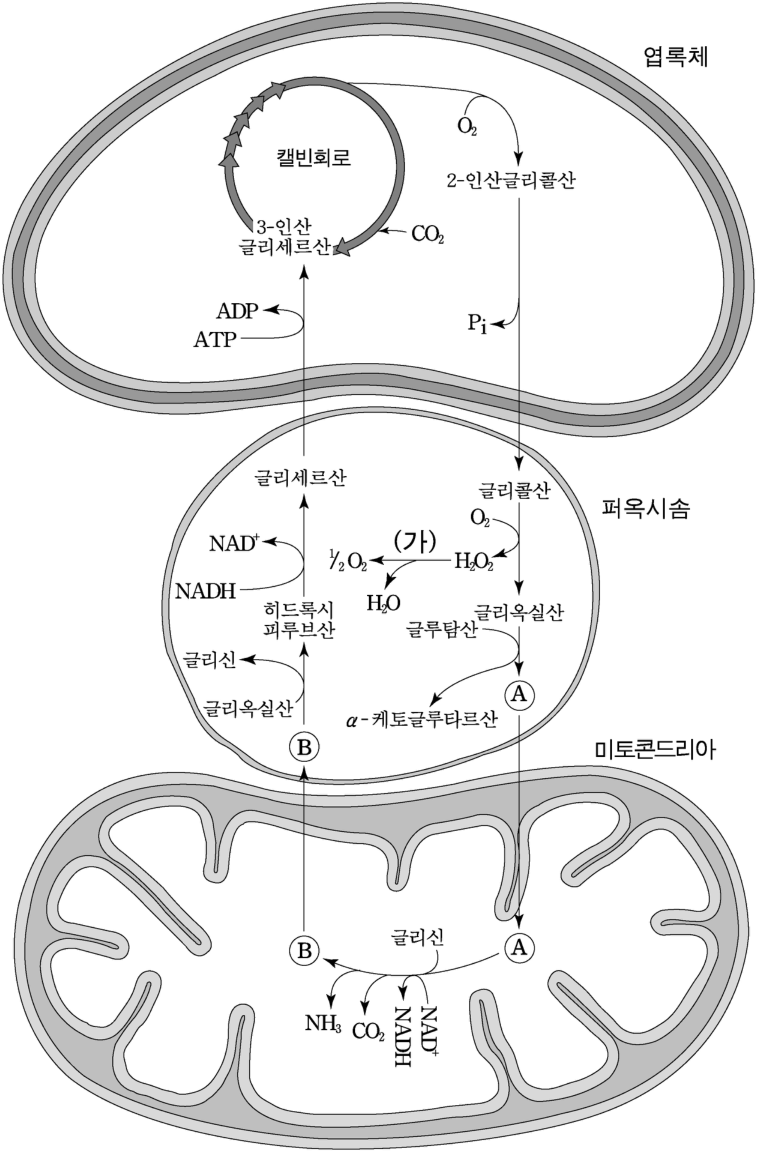 엽록체
O₂
캘빈회로
2-인산글리콜산
3-인산
글리세르산
CO₂
ADP
ATP
Pi
글리세르산
글리콜산
퍼옥시솜
O₂
NAD⁺
(가)
½O₂
H₂O₂
NADH
H₂O
히드록시
피루브산
글리옥실산
글루탐산
글리신
A
글리옥실산
α-케토글루타르산
B
미토콘드리아
글리신
B
A
NH₃
CO₂
NADH
NAD⁺